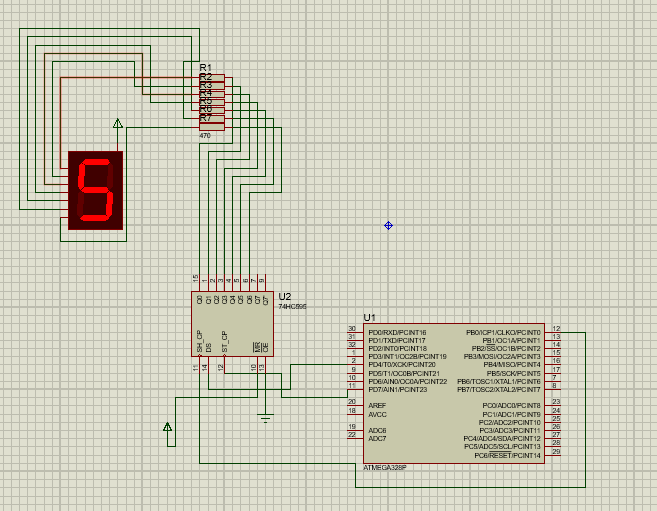 R1
R2
R3
R4
R5
R6
R7
470
15
1
2
3
4
5
6
7
9
Q0
Q1
Q2
Q3
Q4
Q5
Q6
Q7
Q7'
U2
74HC595
SH_CP
DS
ST_CP
MR
OE
11
14
12
10
13
U1
30 PD0/RXD/PCINT16 PB0/ICP1/CLKO/PCINT0 12
31 PD1/TXD/PCINT17 PB1/OC1A/PCINT1 13
32 PD2/INT0/PCINT18 PB2/SS/OC1B/PCINT2 14
1 PD3/INT1/OC2B/PCINT19 PB3/MOSI/OC2A/PCINT3 15
2 PD4/T0/XCK/PCINT20 PB4/MISO/PCINT4 16
9 PD5/T1/OC0B/PCINT21 PB5/SCK/PCINT5 17
10 PD6/AIN0/OC0A/PCINT22 PB6/TOSC1/XTAL1/PCINT6 7
11 PD7/AIN1/PCINT23 PB7/TOSC2/XTAL2/PCINT7 8
20 AREF PC0/ADC0/PCINT8 23
18 AVCC PC1/ADC1/PCINT9 24
PC2/ADC2/PCINT10 25
19 ADC6 PC3/ADC3/PCINT11 26
22 ADC7 PC4/ADC4/SDA/PCINT12 27
PC5/ADC5/SCL/PCINT13 28
PC6/RESET/PCINT14 29
ATMEGA328P